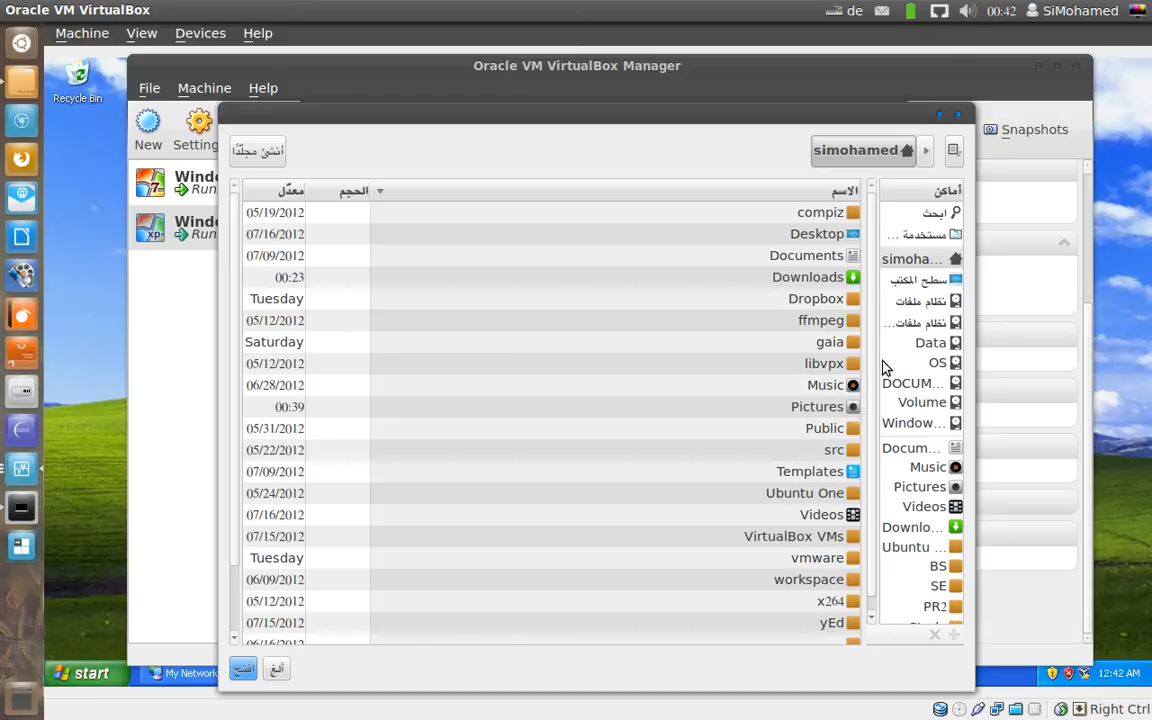 Oracle VM VirtualBox
de
00:42
SiMohamed
Machine
View
Devices
Help
Recycle Bin
Oracle VM VirtualBox Manager
File
Machine
Help
New
Setting
Snapshots
أنشئ مجلّدا
simohamed
Windo
Run
Windo
Run
معدّل
الحجم
الاسم
أماكن
05/19/2012
compiz
07/16/2012
Desktop
07/09/2012
Documents
00:23
Downloads
Tuesday
Dropbox
05/12/2012
ffmpeg
Saturday
gaia
05/12/2012
libvpx
06/28/2012
Music
00:39
Pictures
05/31/2012
Public
05/22/2012
src
07/09/2012
Templates
05/24/2012
Ubuntu One
07/16/2012
Videos
07/15/2012
VirtualBox VMs
Tuesday
vmware
06/09/2012
workspace
05/12/2012
x264
07/15/2012
yEd
ابحث
مستخدمة ...
simoha...
سطح المكتب
نظام ملفات
نظام ملفات...
Data
OS
DOCUM...
Volume
Window...
Docum...
Music
Pictures
Videos
Downlo...
Ubuntu ...
BS
SE
PR2
افتح
ألغ
start
My Network
12:42 AM
Right Ctrl